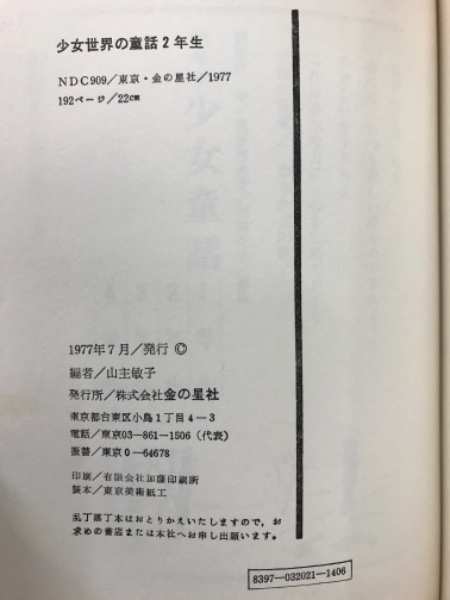 少女世界の童話2年生
NDC909／東京・金の星社／1977
192ページ／22cm
1977年7月／発行 ©
編者／山主敏子
発行所／株式会社金の星社
東京都台東区小島1丁目4－3
電話／東京03－861－1506（代表）
振替／東京0－64678
印刷／有限会社加藤印刷所
製本／東京美術紙工
乱丁落丁本はおとりかえいたしますので，お
求めの書店または本社へお申し出願います。
8397－032021－1406